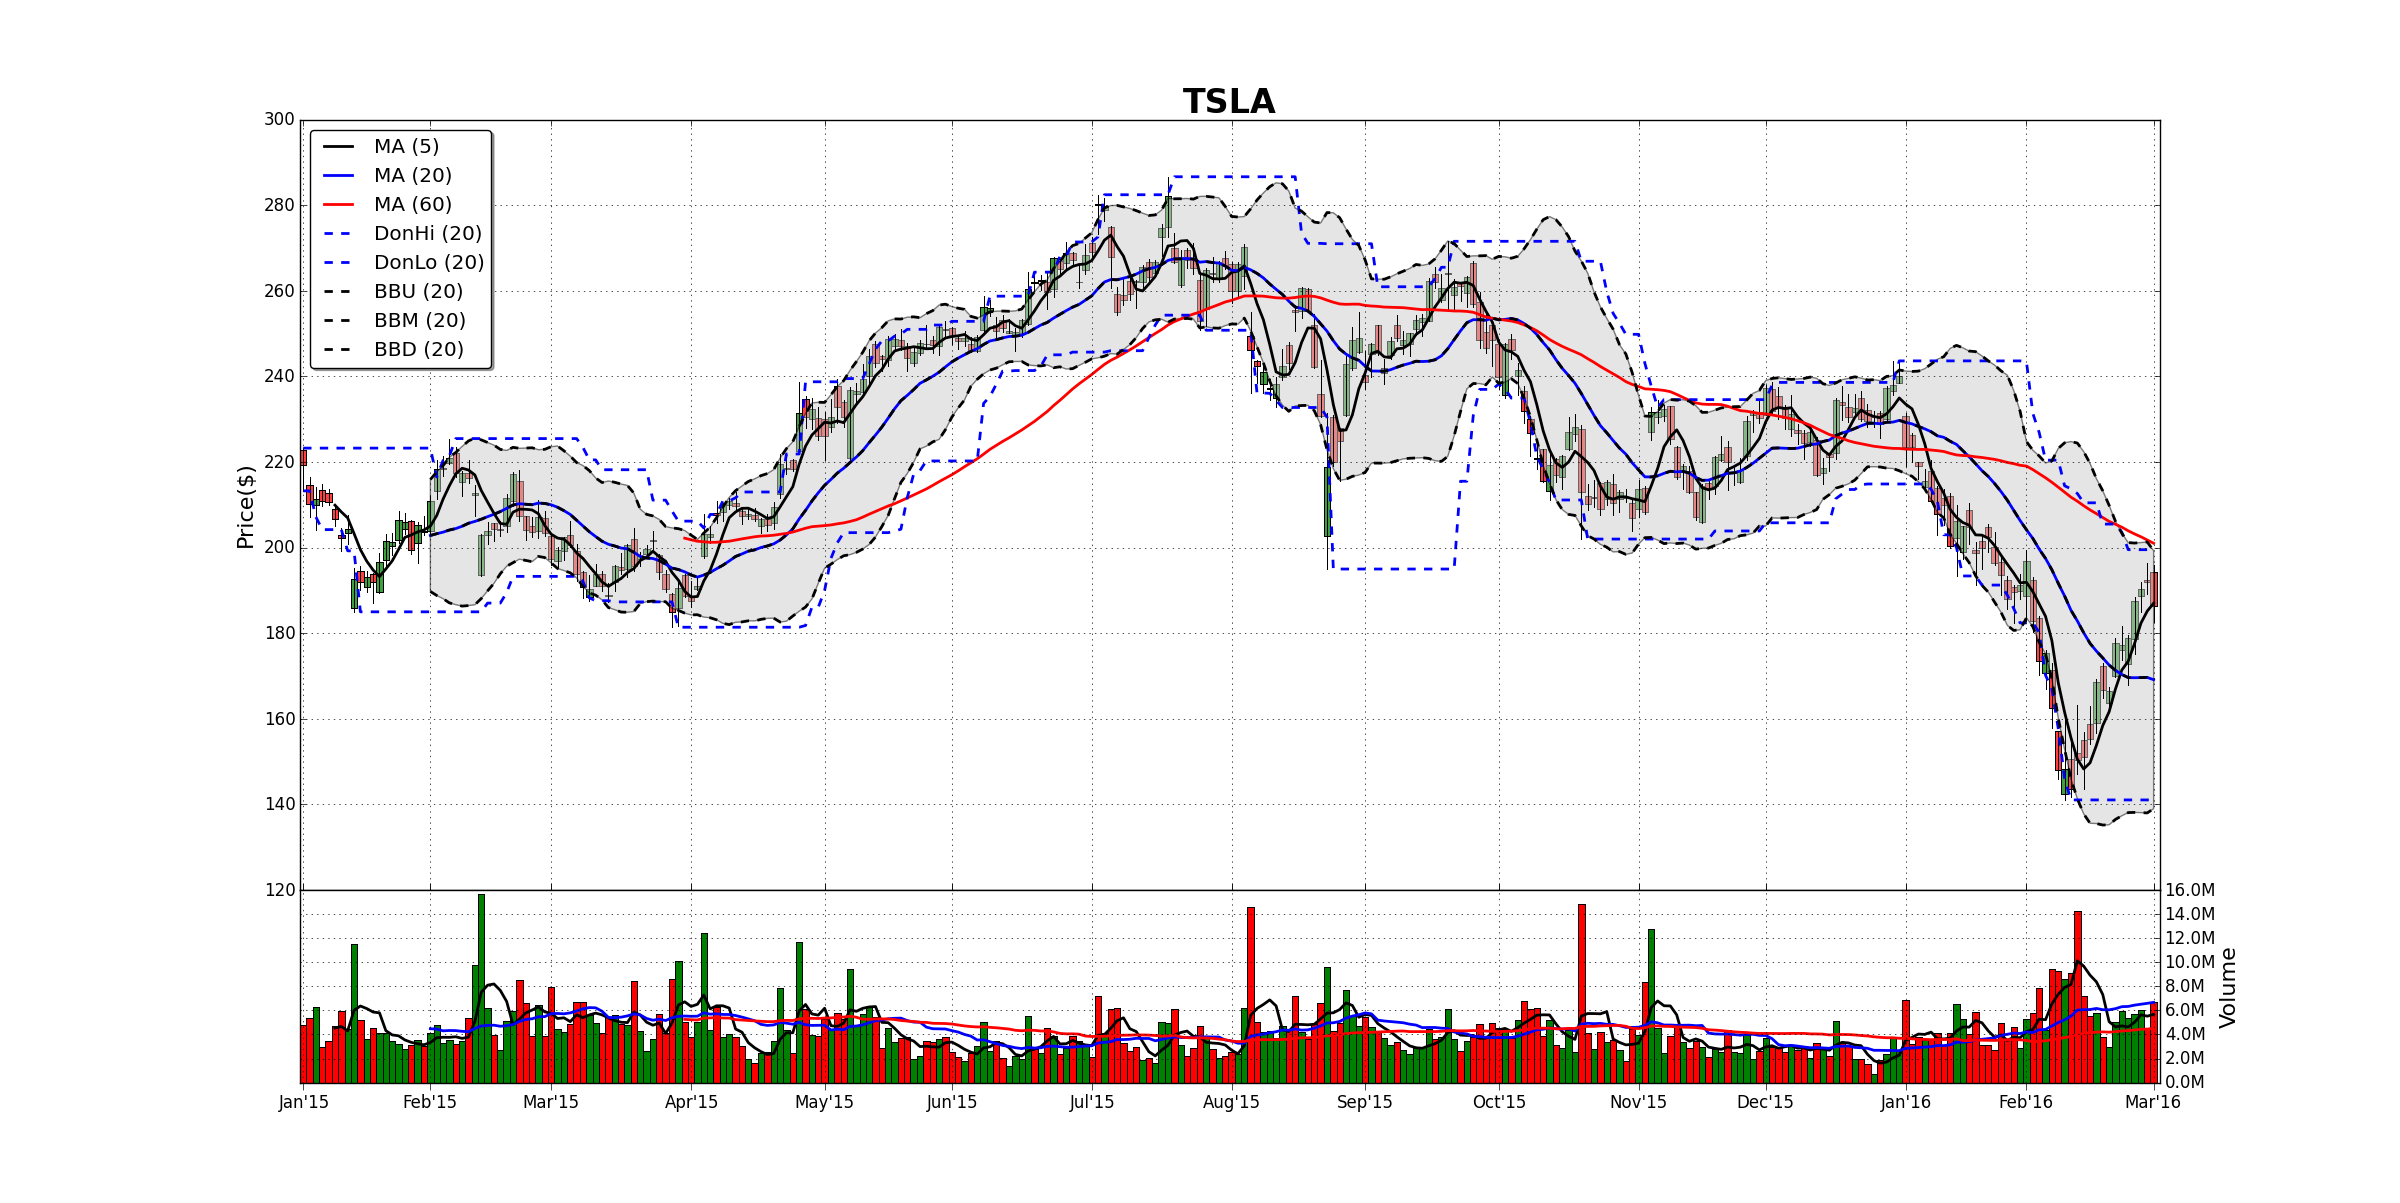 TSLA
300
280
260
240
220
200
180
160
140
120
Price($)
MA (5)
MA (20)
MA (60)
DonHi (20)
DonLo (20)
BBU (20)
BBM (20)
BBD (20)
16.0M
14.0M
12.0M
10.0M
8.0M
6.0M
4.0M
2.0M
0.0M
Volume
Jan'15 Feb'15 Mar'15 Apr'15 May'15 Jun'15 Jul'15 Aug'15 Sep'15 Oct'15 Nov'15 Dec'15 Jan'16 Feb'16 Mar'16